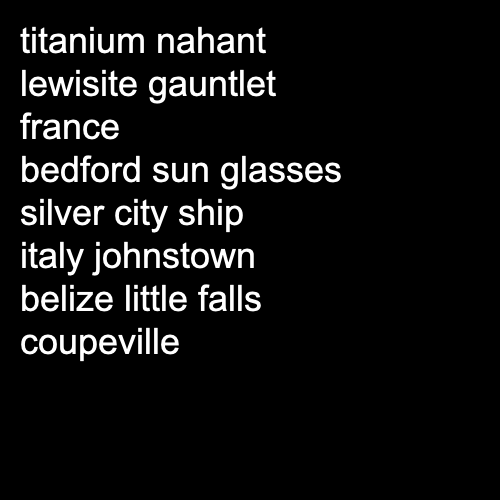 titanium nahant
lewisite gauntlet
france
bedford sun glasses
silver city ship
italy johnstown
belize little falls
coupeville